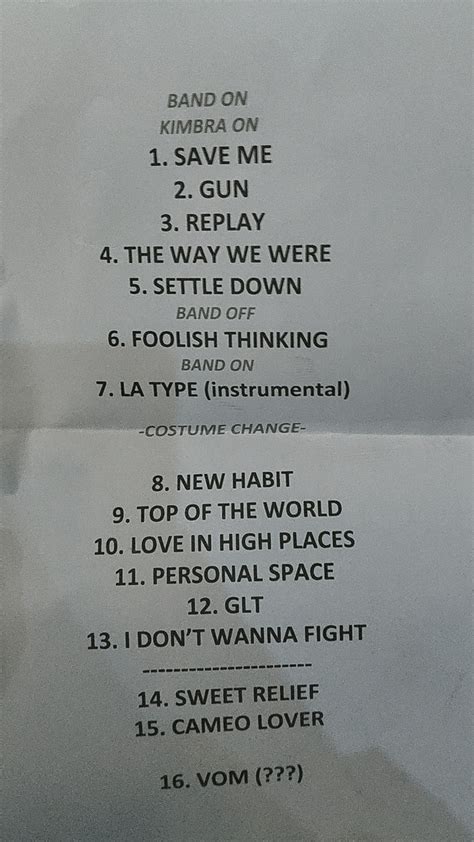 BAND ON
KIMBRA ON
1. SAVE ME
2. GUN
3. REPLAY
4. THE WAY WE WERE
5. SETTLE DOWN
BAND OFF
6. FOOLISH THINKING
BAND ON
7. LA TYPE (instrumental)
-COSTUME CHANGE-
8. NEW HABIT
9. TOP OF THE WORLD
10. LOVE IN HIGH PLACES
11. PERSONAL SPACE
12. GLT
13. I DON'T WANNA FIGHT
----------------------
14. SWEET RELIEF
15. CAMEO LOVER
16. VOM (???)